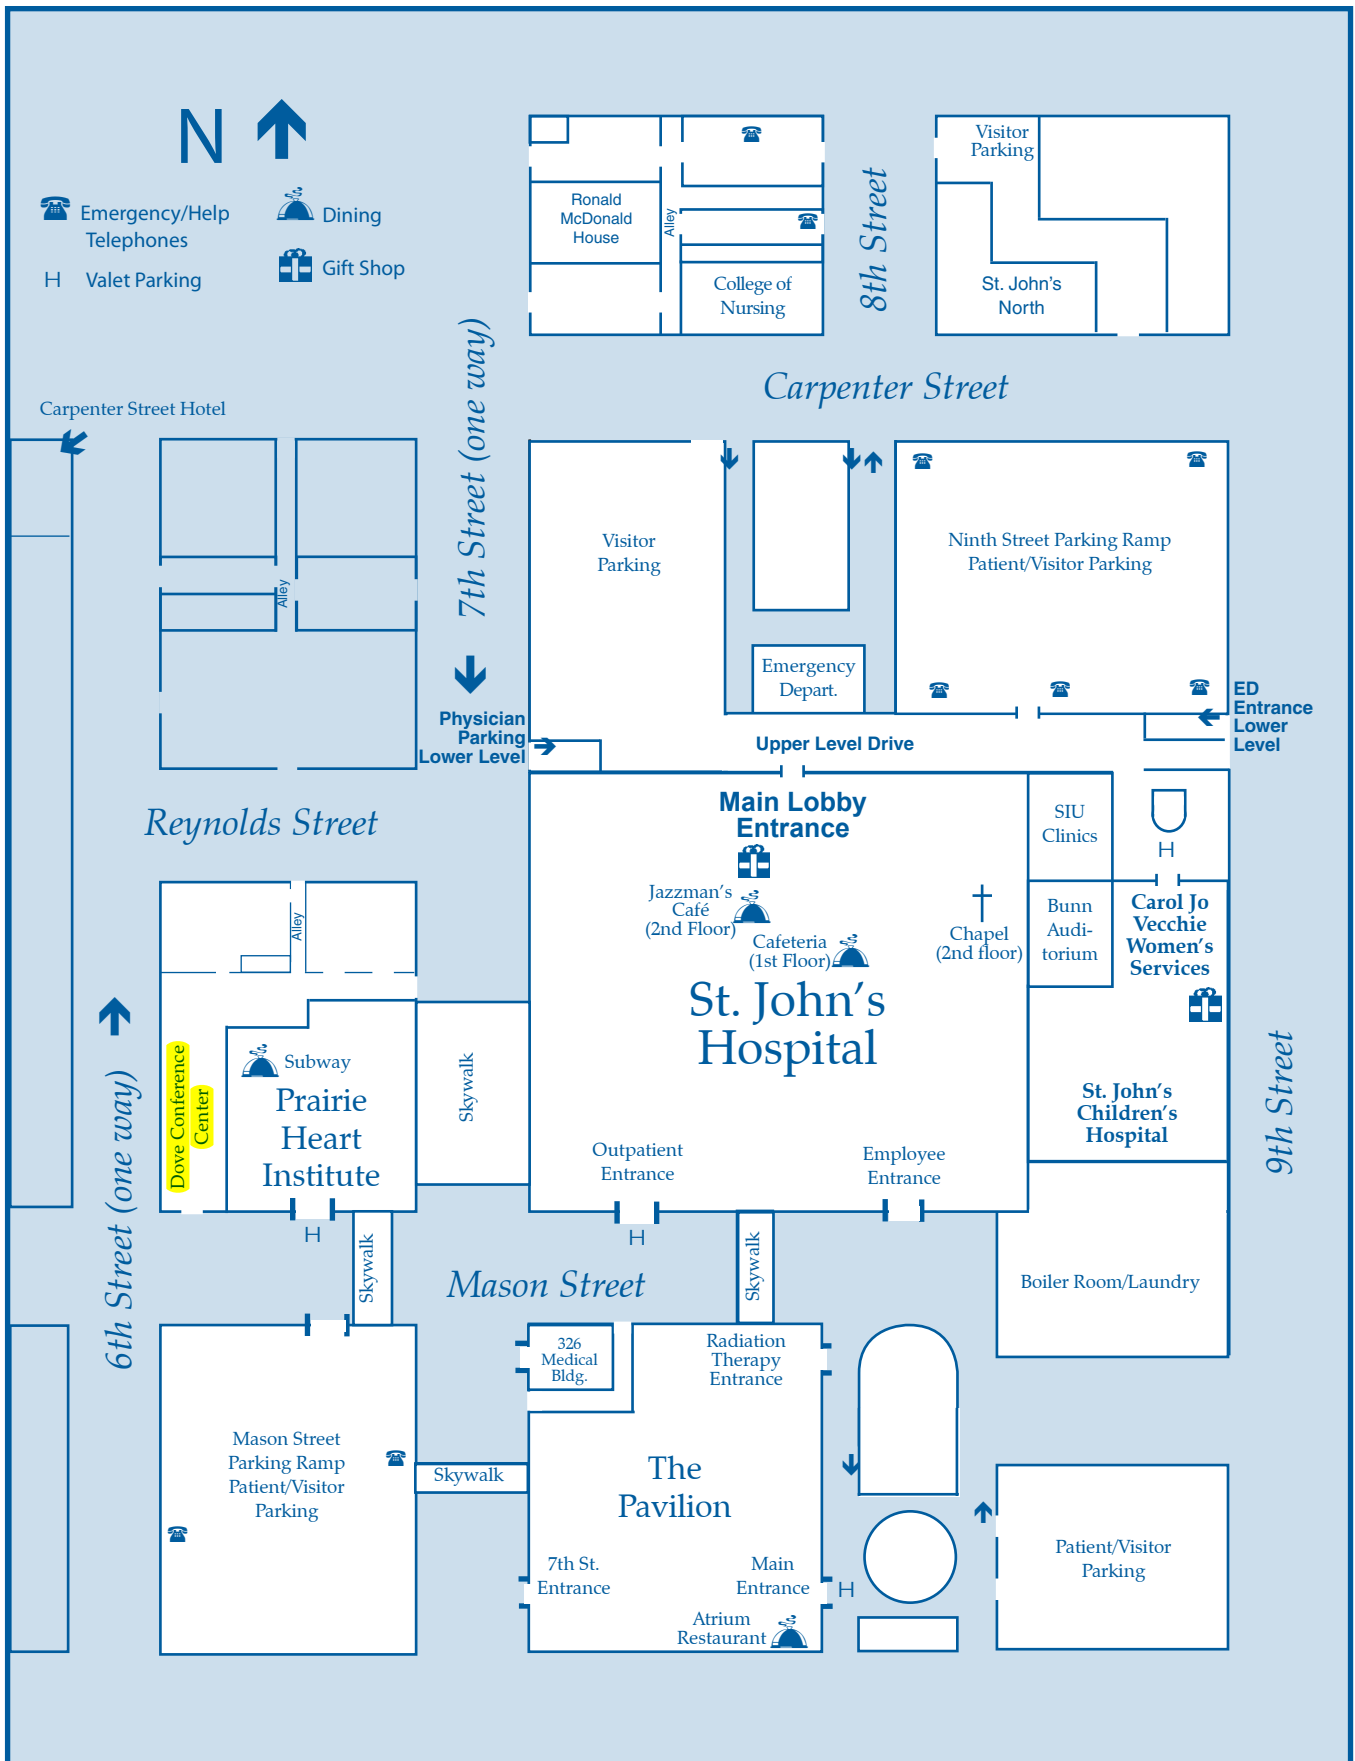 N
Emergency/Help
Telephones
Dining
H Valet Parking
Gift Shop
Ronald
McDonald
House
Alley
College of
Nursing
8th Street
Visitor
Parking
St. John's
North
7th Street (one way)
Carpenter Street
Carpenter Street Hotel
Alley
Visitor
Parking
Ninth Street Parking Ramp
Patient/Visitor Parking
Emergency
Depart.
Physician
Parking
Lower Level
Upper Level Drive
ED
Entrance
Lower
Level
Reynolds Street
Main Lobby
Entrance
SIU
Clinics
H
Jazzman's
Café
(2nd Floor)
Cafeteria
(1st Floor)
Chapel
(2nd floor)
Bunn
Audi-
torium
Carol Jo
Vecchie
Women's
Services
Alley
St. John's
Hospital
6th Street (one way)
Dove Conference
Center
Subway
Prairie
Heart
Institute
Skywalk
St. John's
Children's
Hospital
9th Street
Outpatient
Entrance
Employee
Entrance
H
H
Skywalk
Mason Street
Skywalk
Boiler Room/Laundry
326
Medical
Bldg.
Radiation
Therapy
Entrance
Mason Street
Parking Ramp
Patient/Visitor
Parking
Skywalk
The
Pavilion
7th St.
Entrance
Main
Entrance
H
Atrium
Restaurant
Patient/Visitor
Parking